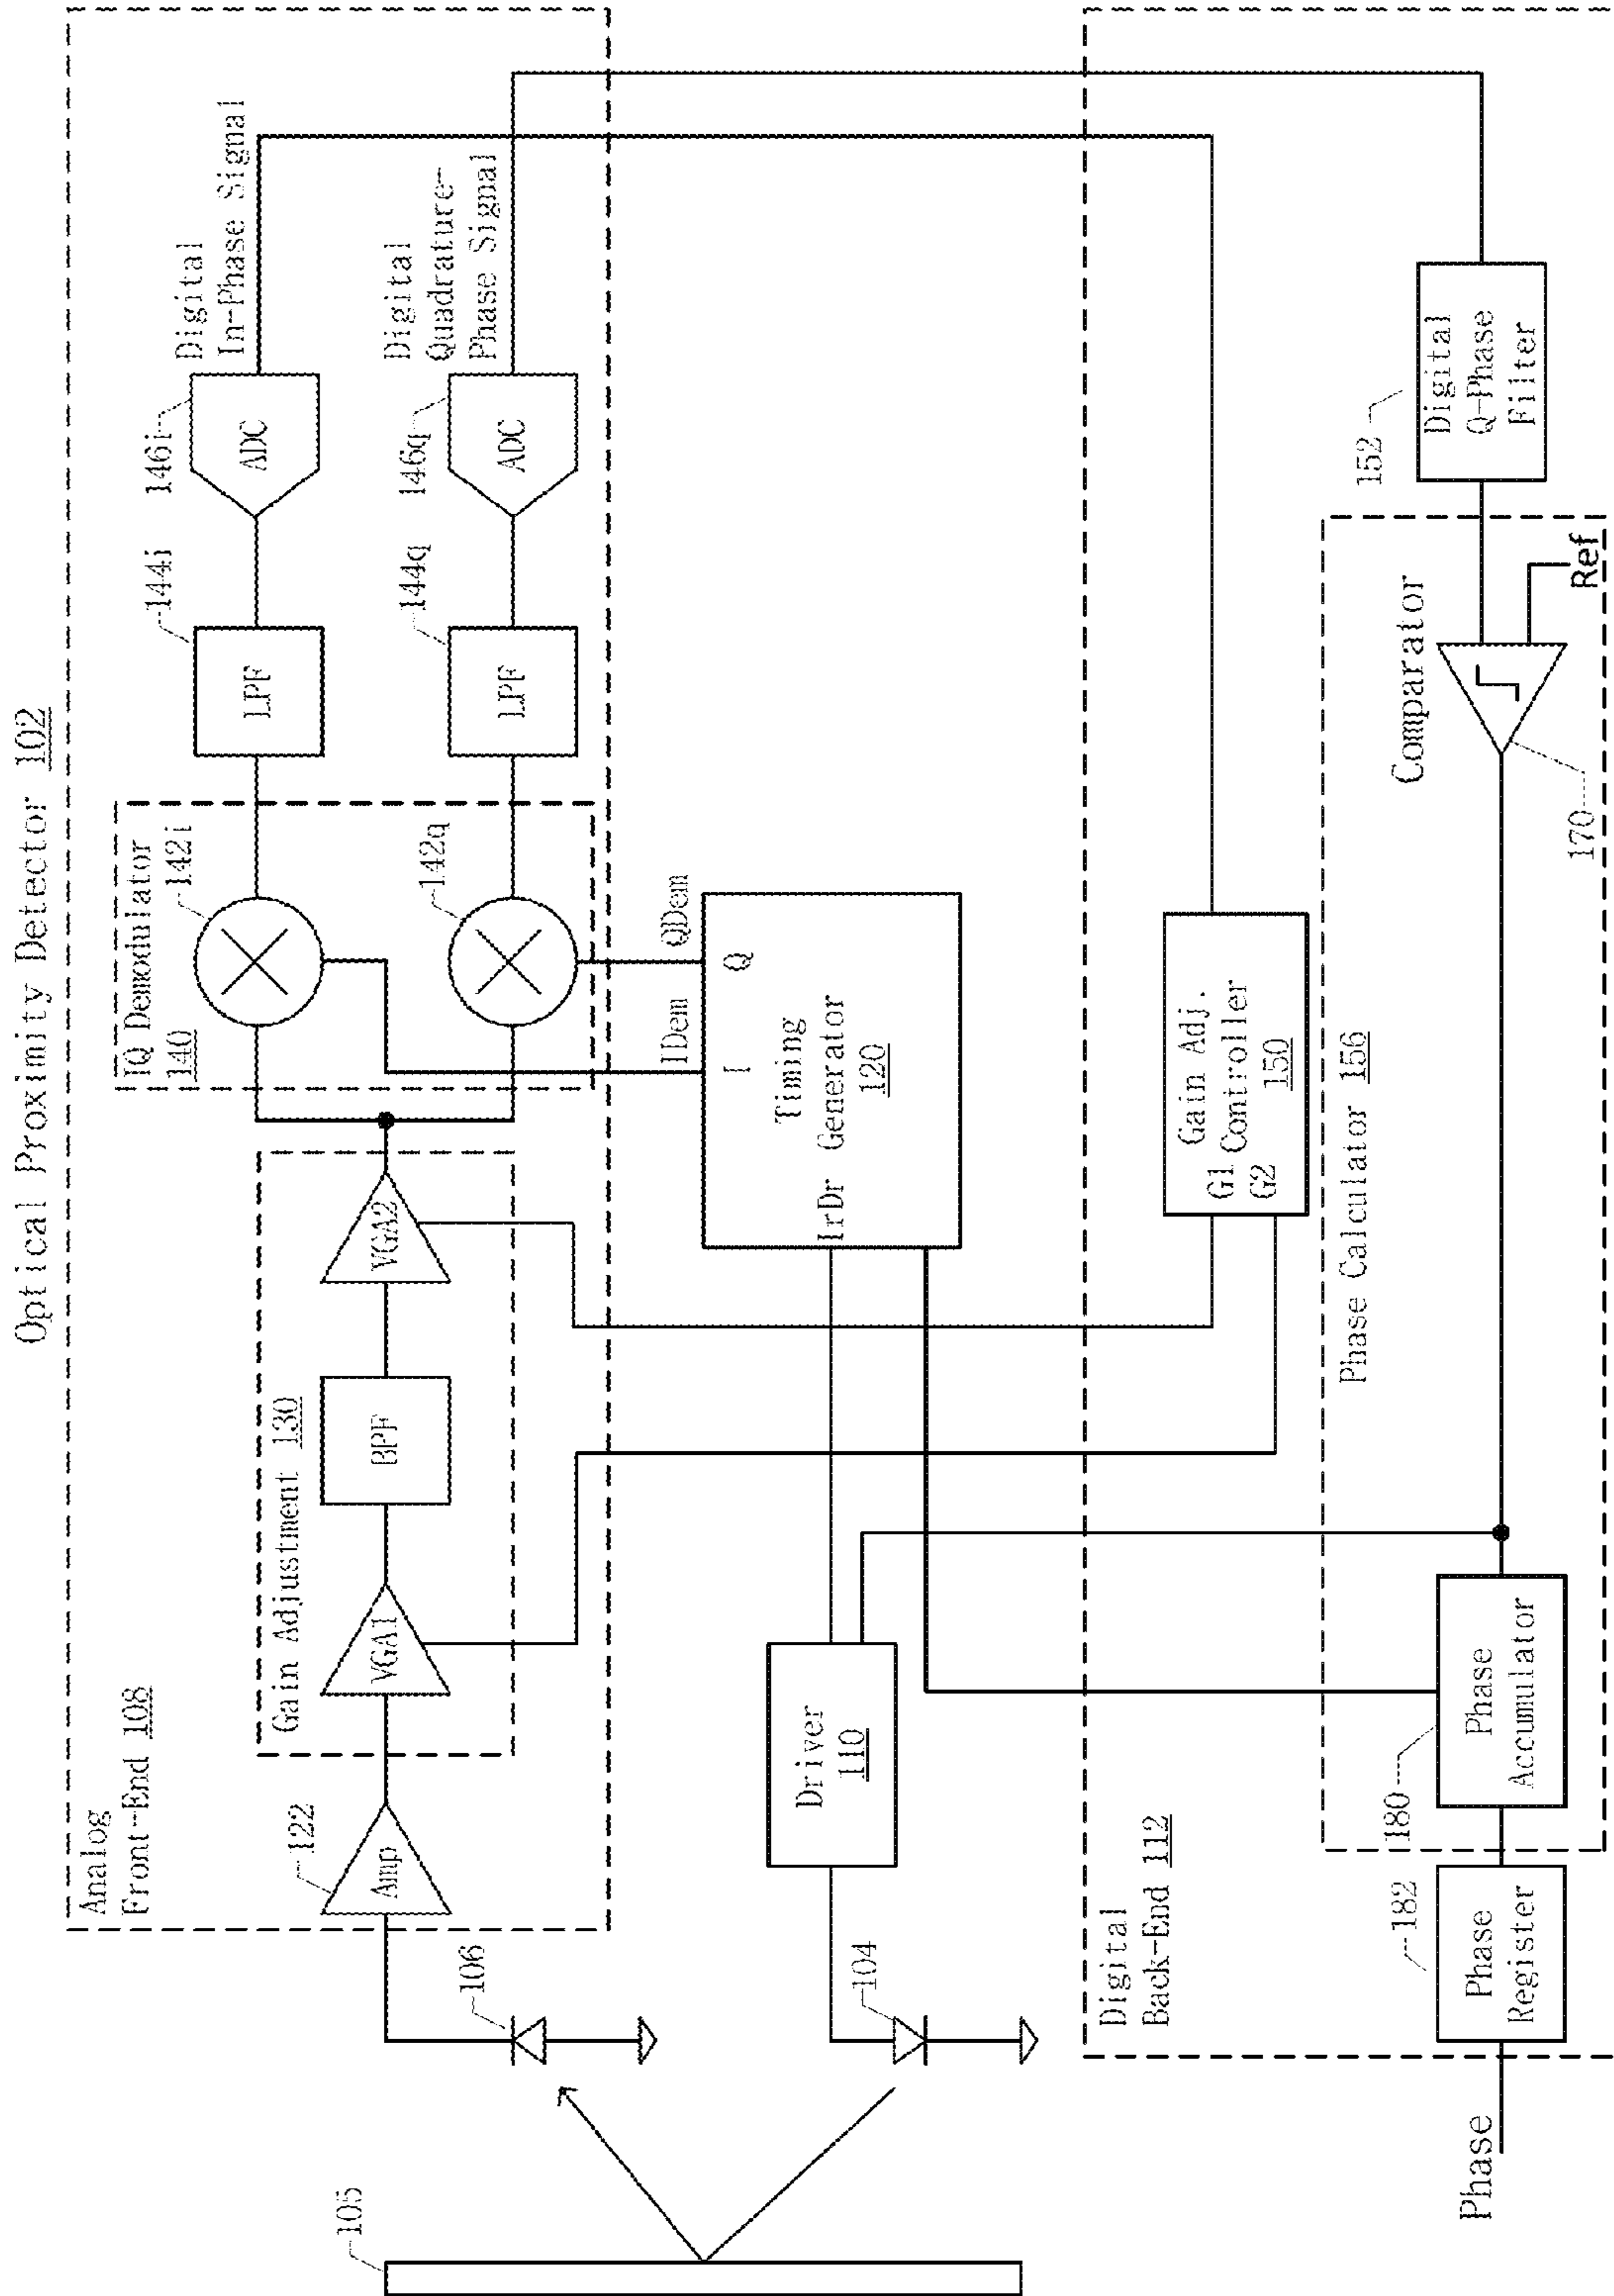 Optical Proximity Detector 102
Analog
Front-End 108
122
Amp
106
105
104
Gain Adjustment 130
VGA1
BPF
VGA2
IQ Demodulator
140
142i
142q
144i
LPF
144q
LPF
146i
ADC
146q
ADC
Digital
In-Phase Signal
Digital
Quadrature-
Phase Signal
Driver
110
IDem
QDem
I
Q
Timing
IrDr Generator
120
Digital
Back-End 112
Gain Adj.
G1 Controller
G2
150
Phase Calculator 156
Comparator
170
Ref
152
Digital
Q-Phase
Filter
180
Phase
Accumulator
182
Phase
Register
Phase